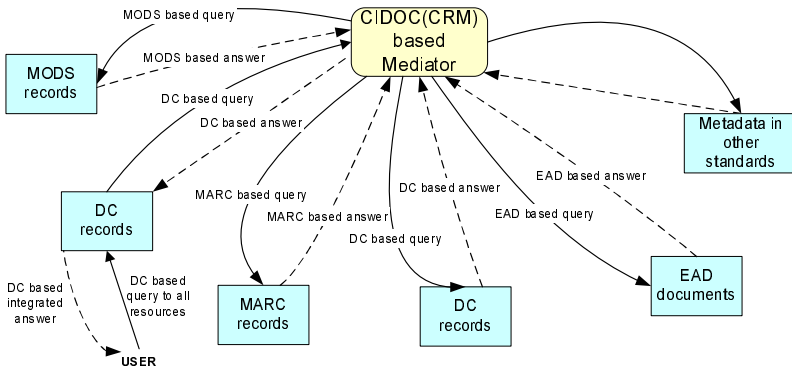 MODS based query
CIDOC(CRM)
based
Mediator
MODS based answer
MODS
records
DC based query
DC based answer
Metadata in
other
standards
EAD based answer
MARC based query
DC based answer
MARC based answer
EAD based query
DC based query
DC
records
DC based
integrated
answer
DC based
query to all
resources
MARC
records
DC
records
EAD
documents
USER